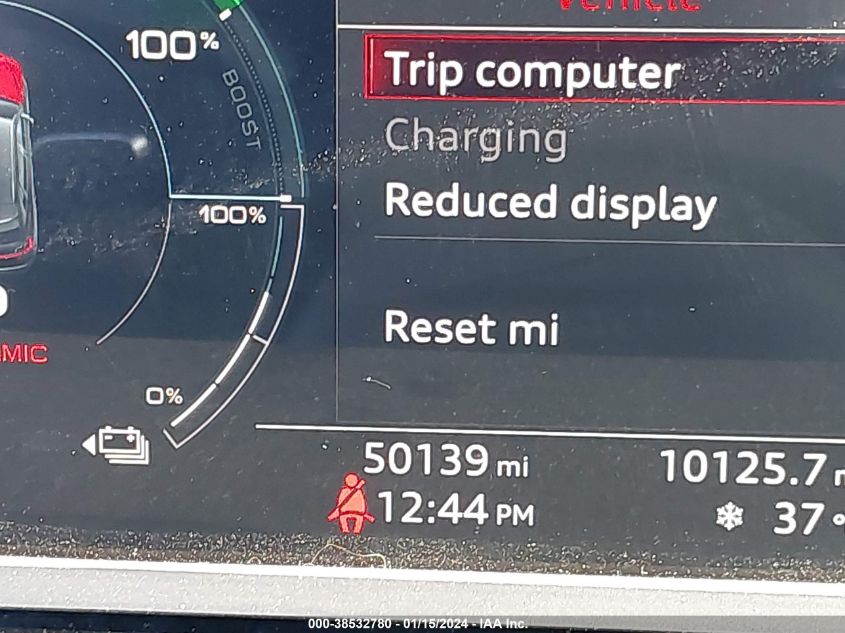 Vehicle
100%
Trip computer
BOOST
Charging
100%
Reduced display
Reset mi
MIC
0%
50139 mi
10125.7
12:44 PM
37°
000-38532780 - 01/15/2024 - IAA Inc.